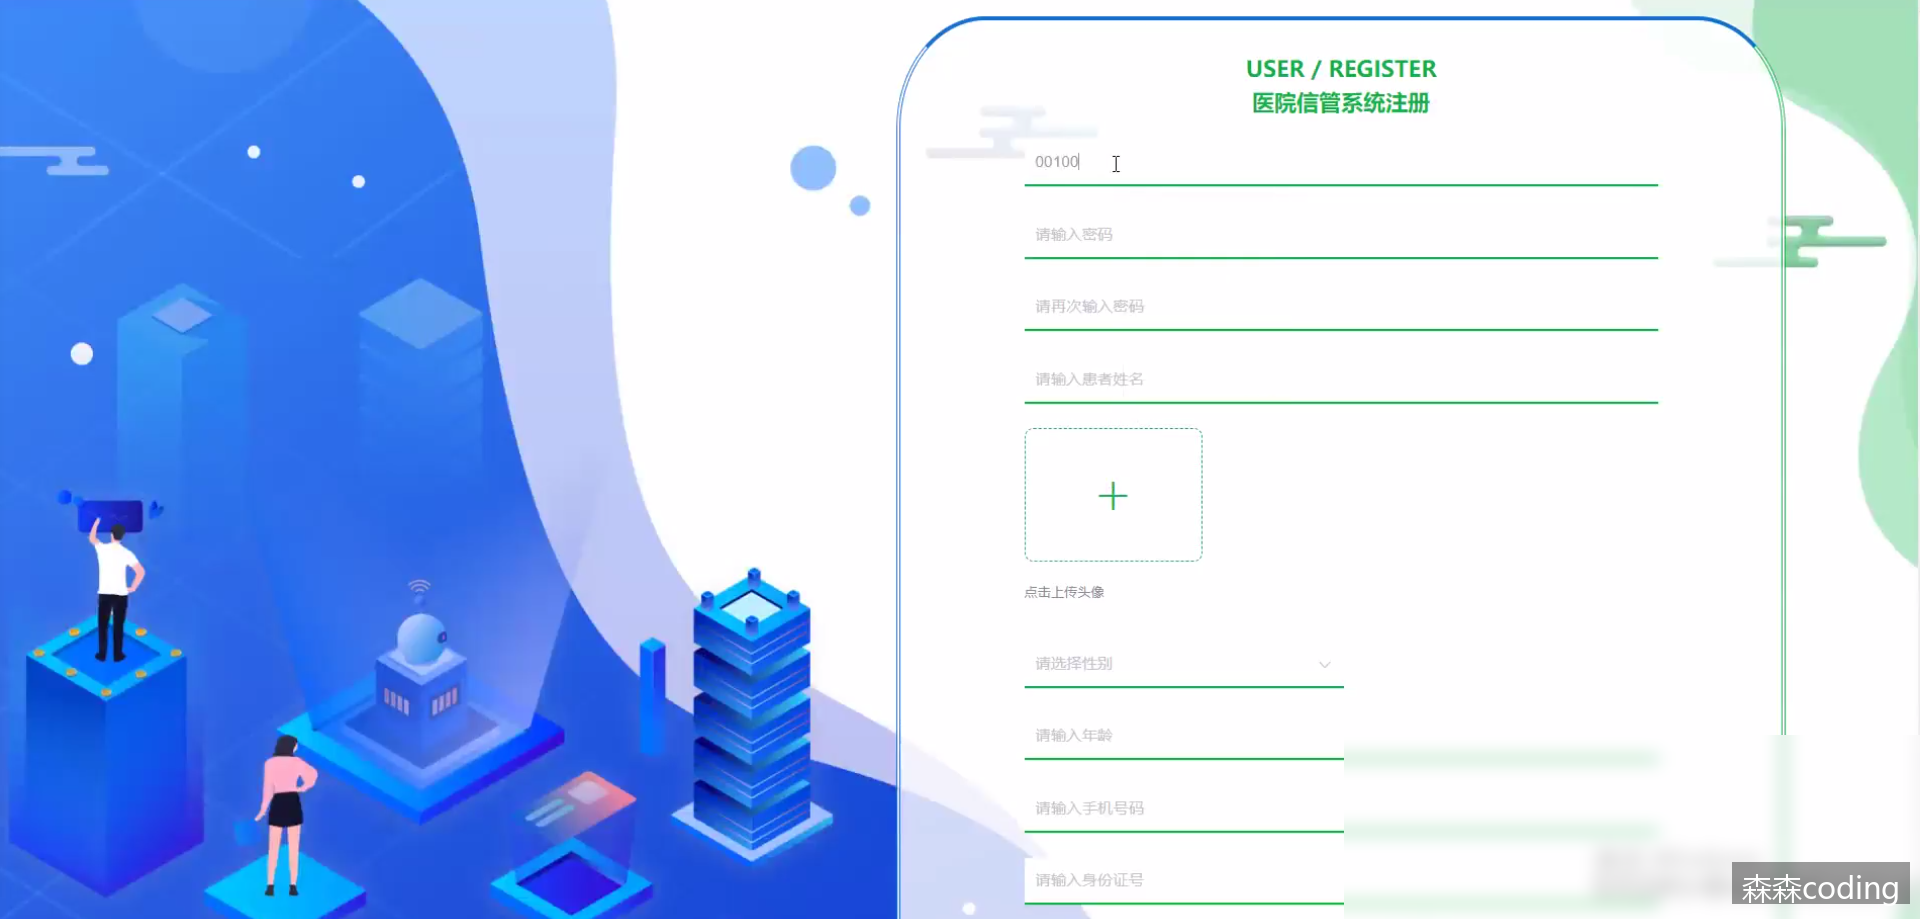 USER / REGISTER
医院信管系统注册
00100
请输入密码
请再次输入密码
请输入患者姓名
点击上传头像
请选择性别
请输入年龄
请输入手机号码
请输入身份证号
森森coding